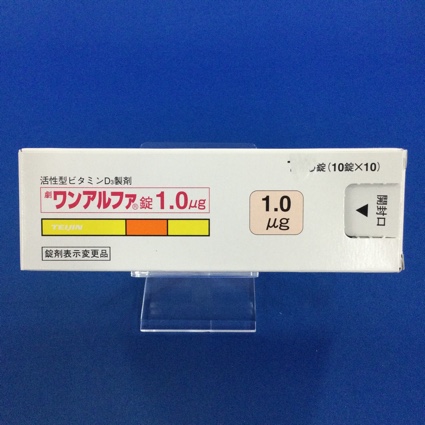 活性型ビタミンD₃製剤
劇 ワンアルファ®錠1.0μg
TEIJIN
錠剤表示変更品
錠(10錠×10)
1.0
μg
開封口